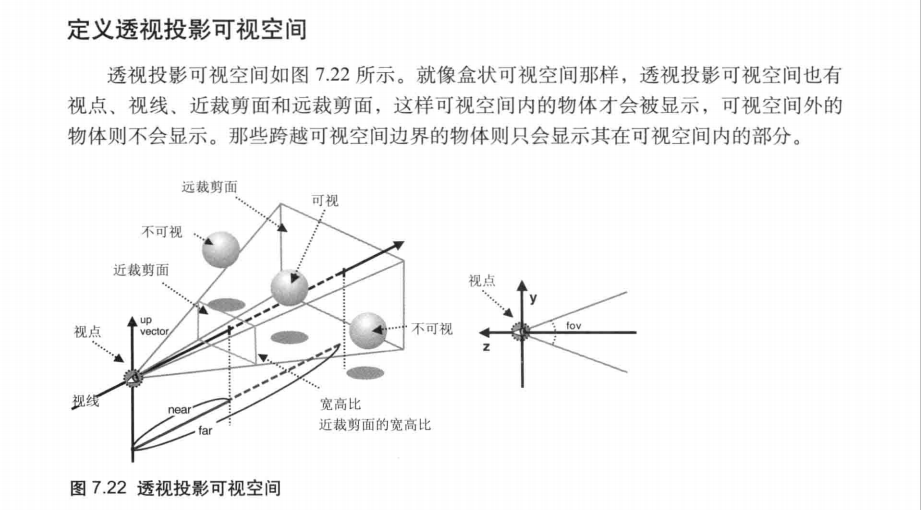 定义透视投影可视空间
透视投影可视空间如图 7.22 所示。就像盒状可视空间那样，透视投影可视空间也有
视点、视线、近裁剪面和远裁剪面，这样可视空间内的物体才会被显示，可视空间外的
物体则不会显示。那些跨越可视空间边界的物体则只会显示其在可视空间内的部分。
远裁剪面
可视
不可视
近裁剪面
视点
up
vector
不可视
视线
near
far
宽高比
近裁剪面的宽高比
视点
y
fov
z
图 7.22 透视投影可视空间